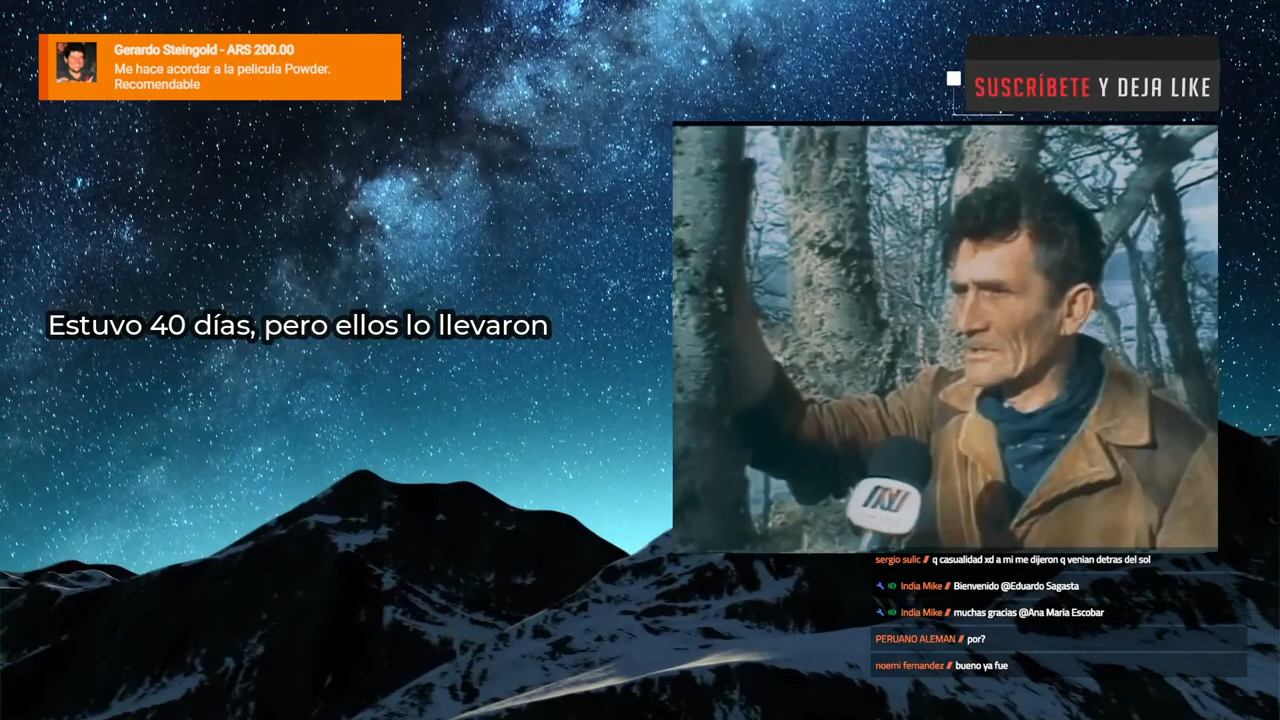 Gerardo Steingold - ARS 200.00
Me hace acordar a la pelicula Powder.
Recomendable
SUSCRÍBETE Y DEJA LIKE
Estuvo 40 días, pero ellos lo llevaron
sergio sulic // q casualidad xd a mi me dijeron q venian detras del sol
India Mike // Bienvenido @Eduardo Sagasta
India Mike // muchas gracias @Ana María Escobar
PERUANO ALEMAN // por?
noemi fernandez // bueno ya fue